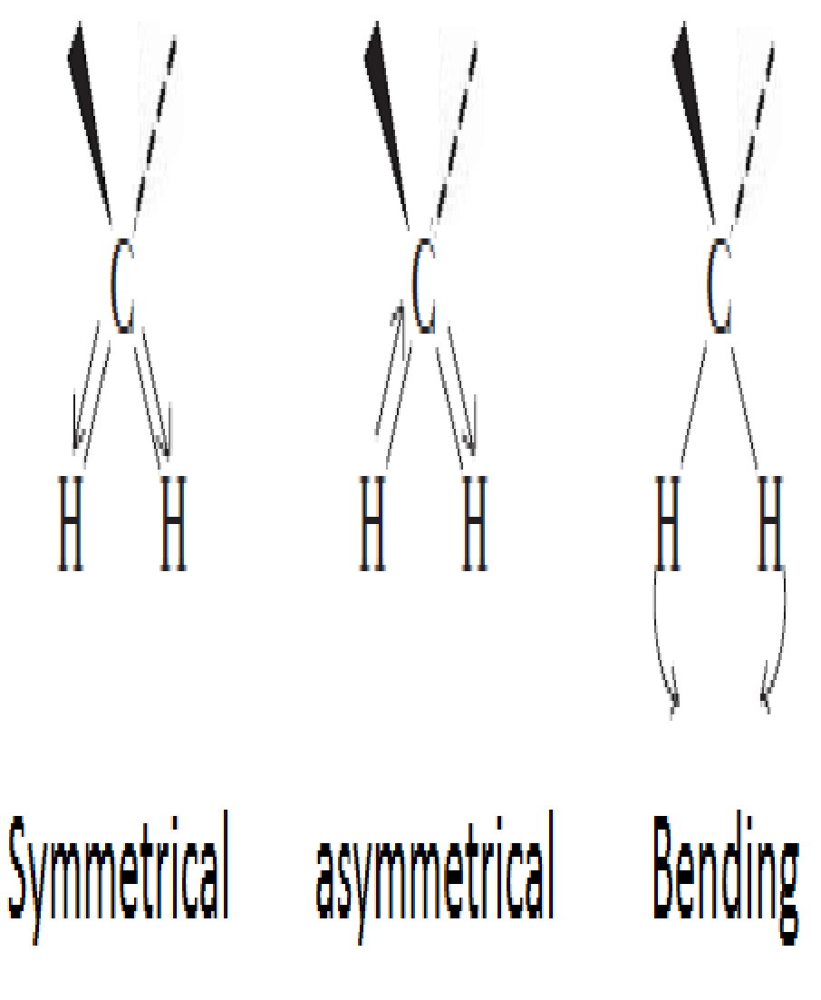 C C C
H H H H H H
Symmetrical asymmetrical Bending